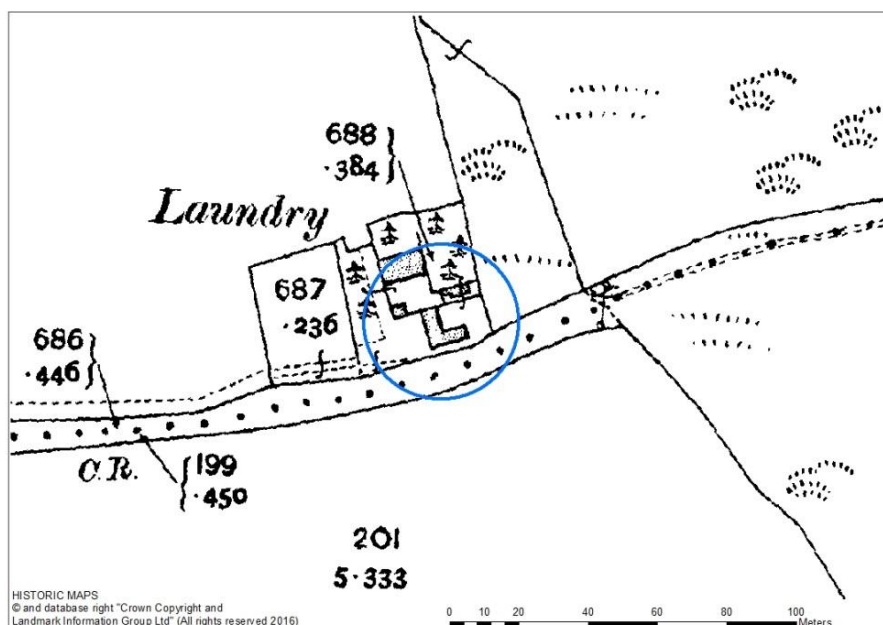 688
·384
Laundry
687
·236
686
·446
C.R.
199
·450
201
5·333
HISTORIC MAPS
© and database right "Crown Copyright and
Landmark Information Group Ltd" (All rights reserved 2016)
0 10 20 40 60 80 100
Meters